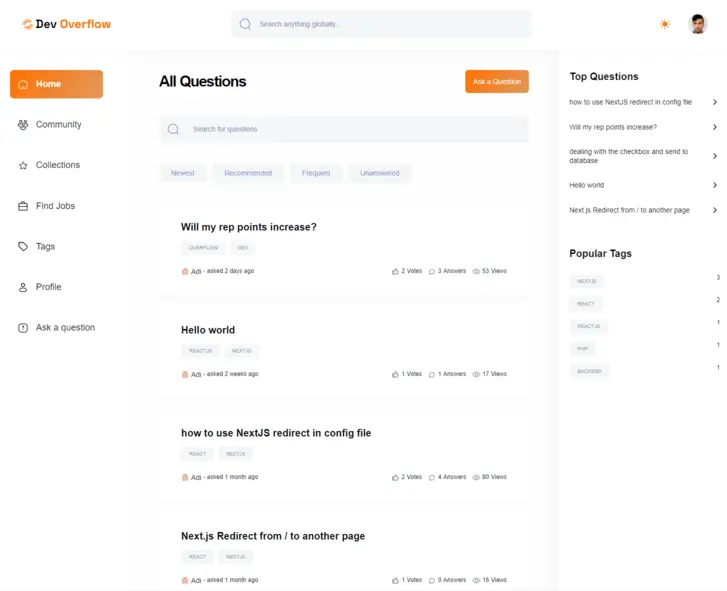 Dev Overflow
Search anything globally...
Home
Community
Collections
Find Jobs
Tags
Profile
Ask a question
All Questions
Ask a Question
Search for questions
Newest Recommended Frequent Unanswered
Will my rep points increase?
OVERFLOW DEV
Adi - asked 2 days ago 2 Votes 3 Answers 53 Views
Hello world
REACTJS NEXTJS
Adi - asked 2 weeks ago 1 Votes 1 Answers 17 Views
how to use NextJS redirect in config file
REACT NEXTJS
Adi - asked 1 month ago 2 Votes 4 Answers 80 Views
Next.js Redirect from / to another page
REACT NEXTJS
Adi - asked 1 month ago 1 Votes 0 Answers 16 Views
Top Questions
how to use NextJS redirect in config file
Will my rep points increase?
dealing with the checkbox and send to
database
Hello world
Next.js Redirect from / to another page
Popular Tags
NEXTJS 3
REACT 2
REACTJS 1
PHP 1
BACKEND 1